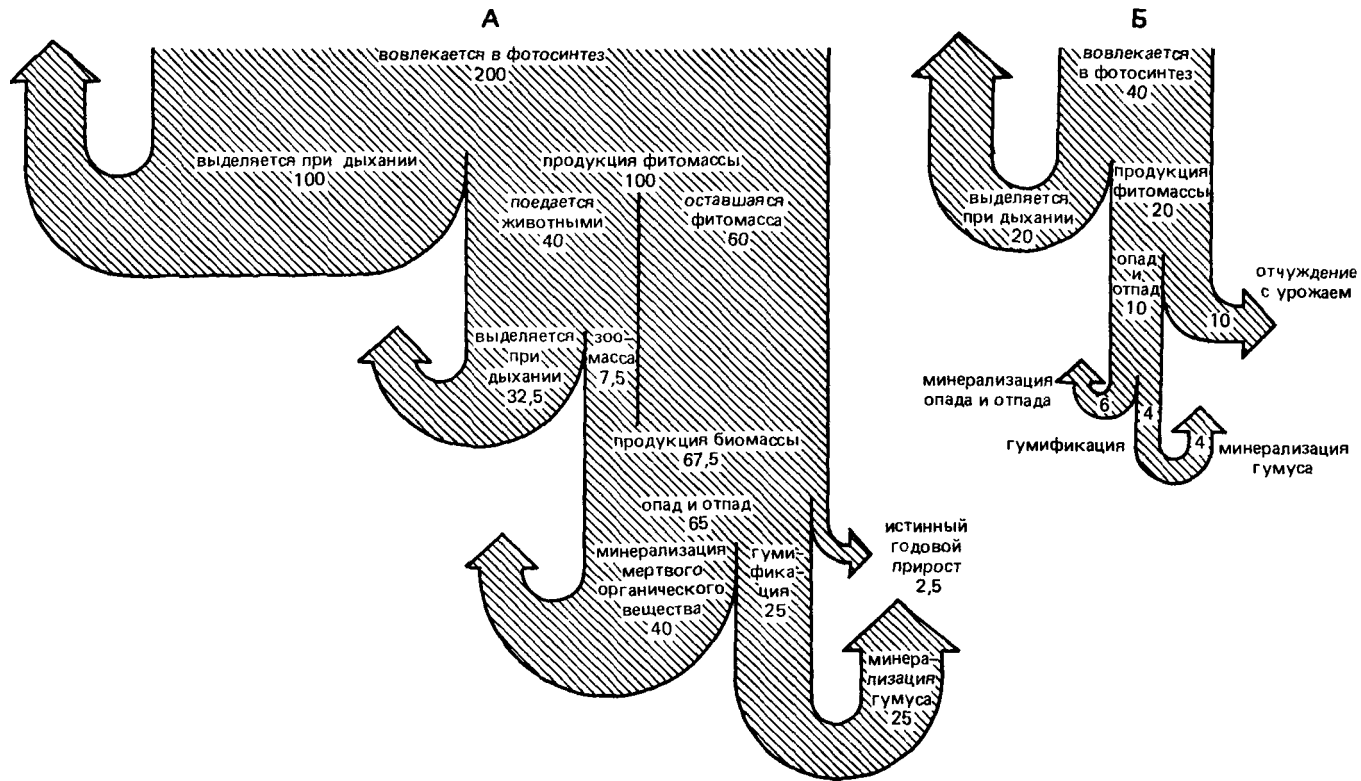 А
вовлекается в фотосинтез
200
выделяется при дыхании
100
продукция фитомассы
100
поедается
животными
40
оставшаяся
фитомасса
60
выделяется
при
дыхании
32,5
зоо-
масса
7,5
продукция биомассы
67,5
опад и отпад
65
минерализация
мертвого
органического
вещества
40
гуми-
фика-
ция
25
истинный
годовой
прирост
2,5
минера-
лизация
гумуса
25
Б
вовлекается
в фотосинтез
40
выделяется
при дыхании
20
продукция
фитомассы
20
опад
и
отпад
10
отчуждение
с урожаем
10
минерализация
опада и отпада
6
гумификация
4
4
минерализация
гумуса